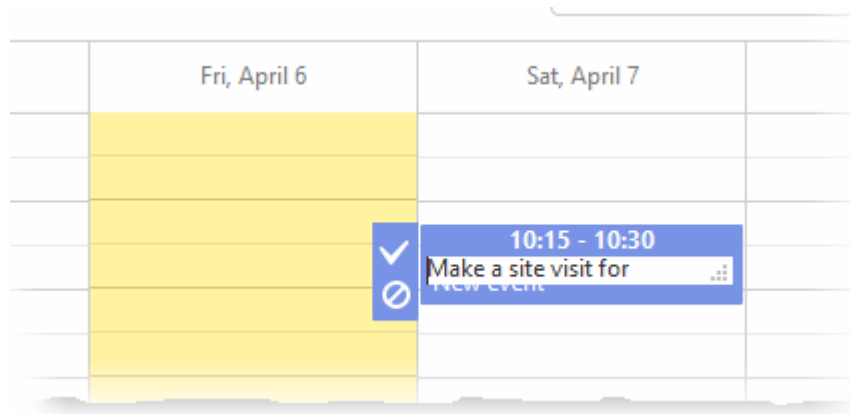 Fri, April 6
Sat, April 7
10:15 - 10:30
Make a site visit for
New event